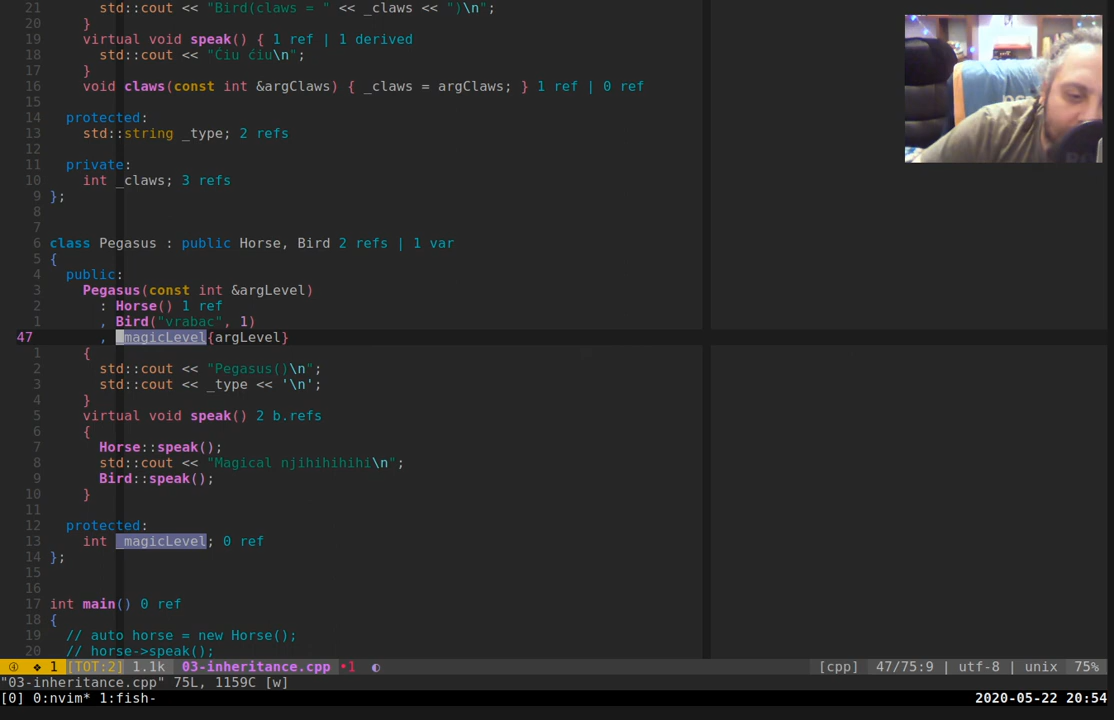 21 std::cout << "Bird(claws = " << _claws << ")\n";
20 }
19 virtual void speak() { 1 ref | 1 derived
18 std::cout << "Ćiu ćiu\n";
17 }
16 void claws(const int &argClaws) { _claws = argClaws; } 1 ref | 0 ref
15
14 protected:
13 std::string _type; 2 refs
12
11 private:
10 int _claws; 3 refs
9 };
8
7
6 class Pegasus : public Horse, Bird 2 refs | 1 var
5 {
4 public:
3 Pegasus(const int &argLevel)
2 : Horse() 1 ref
1 , Bird("vrabac", 1)
47 , _magicLevel{argLevel}
1 {
2 std::cout << "Pegasus()\n";
3 std::cout << _type << '\n';
4 }
5 virtual void speak() 2 b.refs
6 {
7 Horse::speak();
8 std::cout << "Magical njihihihihi\n";
9 Bird::speak();
10 }
11
12 protected:
13 int _magicLevel; 0 ref
14 };
15
16
17 int main() 0 ref
18 {
19 // auto horse = new Horse();
20 // horse->speak();
④ ❖ 1 [TOT:2] 1.1k 03-inheritance.cpp •1 ◐ [cpp] 47/75:9 | utf-8 | unix 75%
"03-inheritance.cpp" 75L, 1159C [w]
[0] 0:nvim* 1:fish- 2020-05-22 20:54